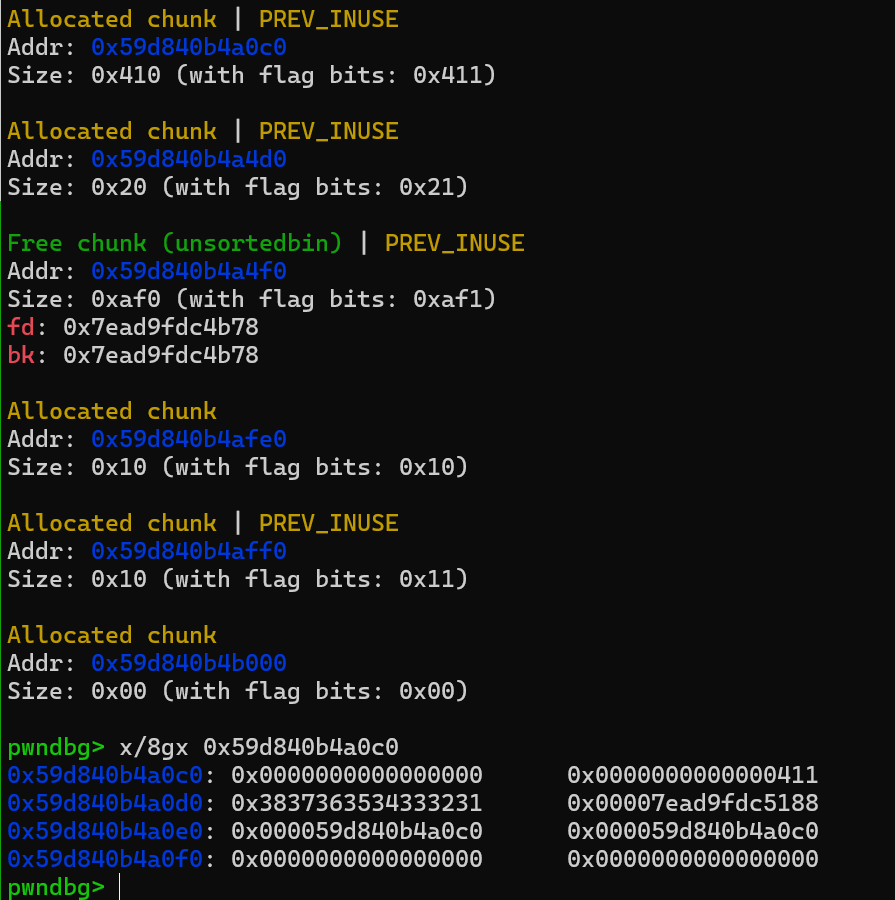 Allocated chunk | PREV_INUSE
Addr: 0x59d840b4a0c0
Size: 0x410 (with flag bits: 0x411)
Allocated chunk | PREV_INUSE
Addr: 0x59d840b4a4d0
Size: 0x20 (with flag bits: 0x21)
Free chunk (unsortedbin) | PREV_INUSE
Addr: 0x59d840b4a4f0
Size: 0xaf0 (with flag bits: 0xaf1)
fd: 0x7ead9fdc4b78
bk: 0x7ead9fdc4b78
Allocated chunk
Addr: 0x59d840b4afe0
Size: 0x10 (with flag bits: 0x10)
Allocated chunk | PREV_INUSE
Addr: 0x59d840b4aff0
Size: 0x10 (with flag bits: 0x11)
Allocated chunk
Addr: 0x59d840b4b000
Size: 0x00 (with flag bits: 0x00)
pwndbg> x/8gx 0x59d840b4a0c0
0x59d840b4a0c0: 0x0000000000000000 0x0000000000000411
0x59d840b4a0d0: 0x3837363534333231 0x00007ead9fdc5188
0x59d840b4a0e0: 0x000059d840b4a0c0 0x000059d840b4a0c0
0x59d840b4a0f0: 0x0000000000000000 0x0000000000000000
pwndbg>